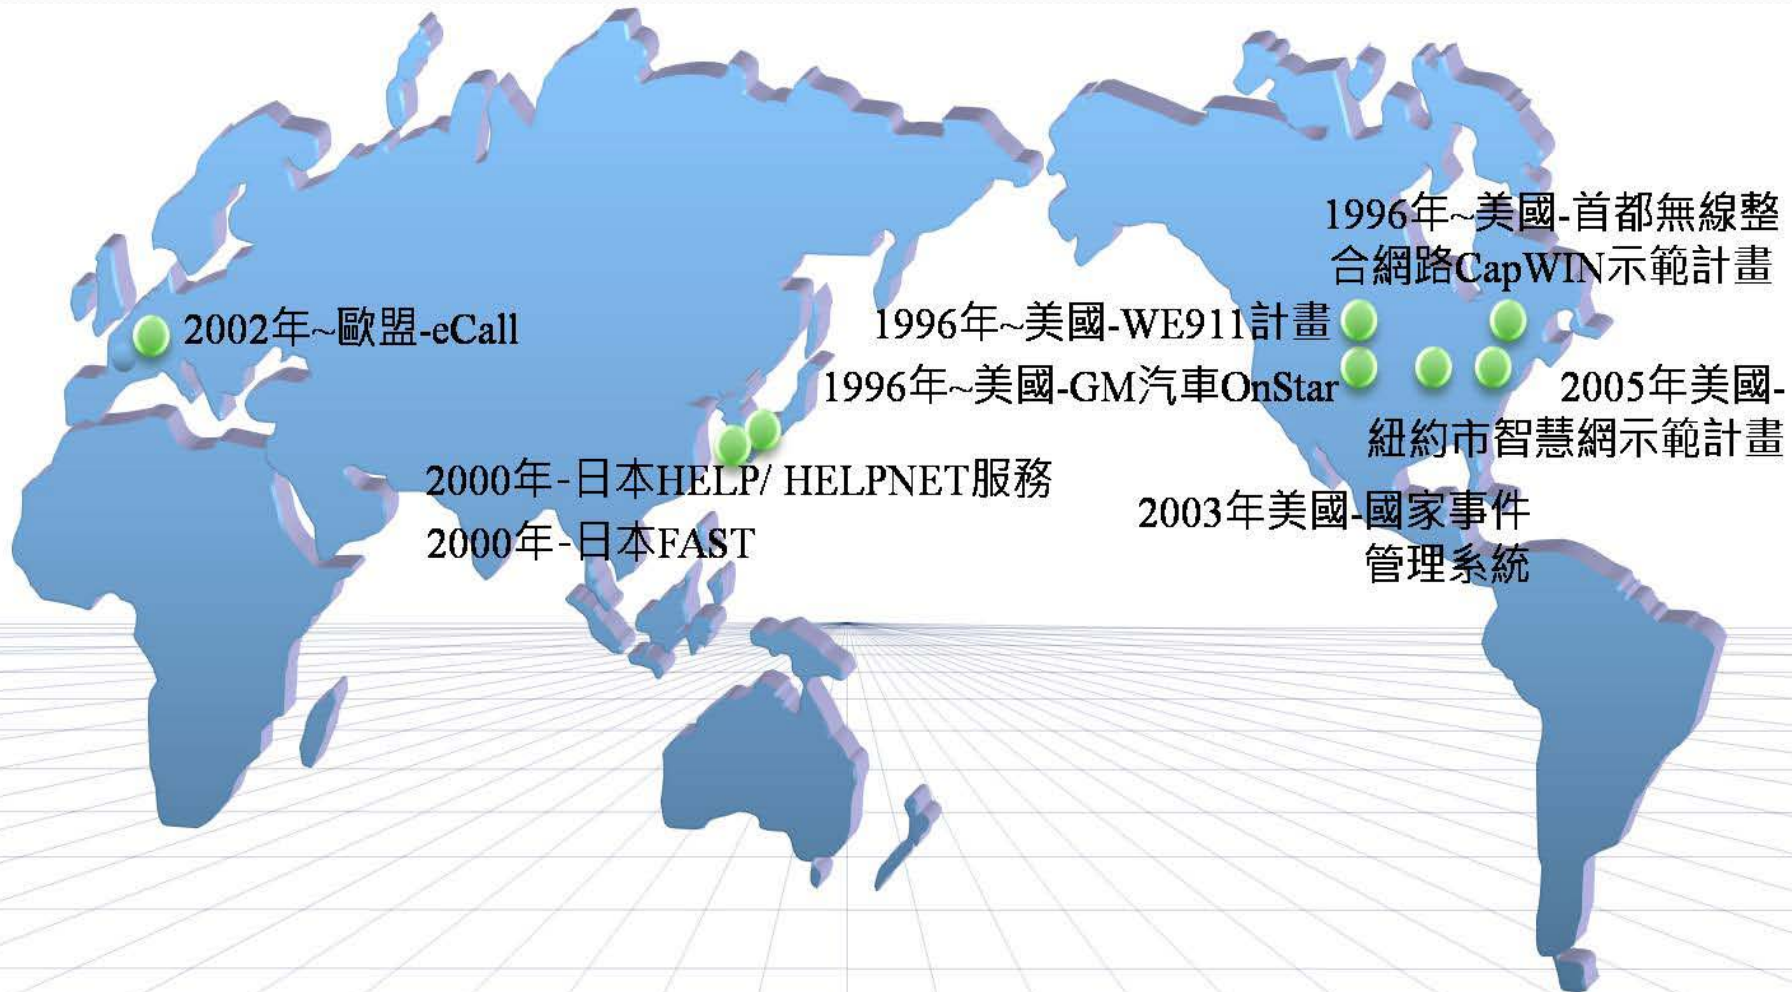 1996年~美國-首都無線整
合網路CapWIN示範計畫
2002年~歐盟-eCall
1996年~美國-WE911計畫
1996年~美國-GM汽車OnStar
2005年美國-
紐約市智慧網示範計畫
2000年-日本HELP/ HELPNET服務
2000年-日本FAST
2003年美國-國家事件
管理系統